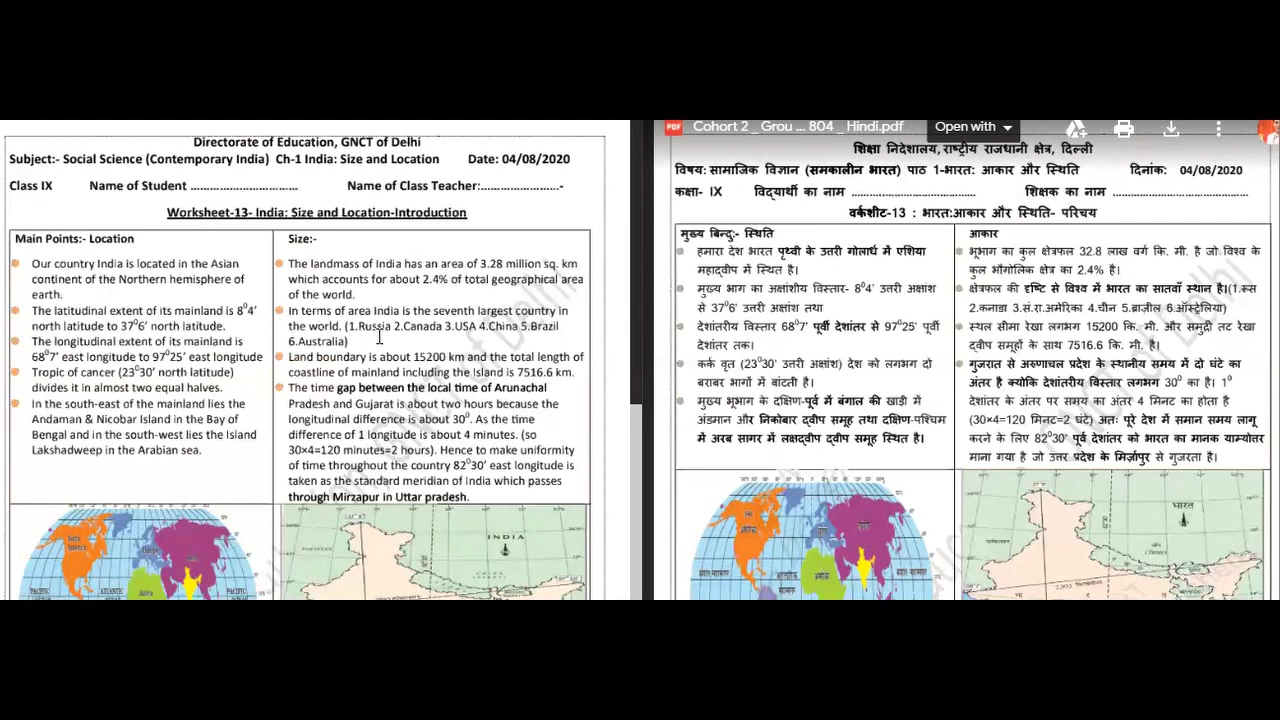 Directorate of Education, GNCT of Delhi
Subject:- Social Science (Contemporary India) Ch-1 India: Size and Location Date: 04/08/2020
Class IX Name of Student ................................. Name of Class Teacher:........................-
Worksheet-13- India: Size and Location-Introduction
Main Points:- Location
Our country India is located in the Asian
continent of the Northern hemisphere of
earth.
The latitudinal extent of its mainland is 8⁰4'
north latitude to 37⁰6' north latitude.
The longitudinal extent of its mainland is
68⁰7' east longitude to 97⁰25' east longitude
Tropic of cancer (23⁰30' north latitude)
divides it in almost two equal halves.
In the south-east of the mainland lies the
Andaman & Nicobar Island in the Bay of
Bengal and in the south-west lies the Island
Lakshadweep in the Arabian sea.
Size:-
The landmass of India has an area of 3.28 million sq. km
which accounts for about 2.4% of total geographical area
of the world.
In terms of area India is the seventh largest country in
the world. (1.Russia 2.Canada 3.USA 4.China 5.Brazil
6.Australia)
Land boundary is about 15200 km and the total length of
coastline of mainland including the island is 7516.6 km.
The time gap between the local time of Arunachal
Pradesh and Gujarat is about two hours because the
longitudinal difference is about 30⁰. As the time
difference of 1 longitude is about 4 minutes. (so
30×4=120 minutes=2 hours). Hence to make uniformity
of time throughout the country 82⁰30' east longitude is
taken as the standard meridian of India which passes
through Mirzapur in Uttar pradesh.
INDIA
PDF Cohort 2 _ Grou ... 804 _ Hindi.pdf Open with
शिक्षा निदेशालय, राष्ट्रीय राजधानी क्षेत्र, दिल्ली
विषय: सामाजिक विज्ञान (समकालीन भारत) पाठ 1-भारत: आकार और स्थिति दिनांक: 04/08/2020
कक्षा- IX विद्यार्थी का नाम ................................. शिक्षक का नाम .................................
वर्कशीट-13 : भारत:आकार और स्थिति- परिचय
मुख्य बिन्दु:- स्थिति
हमारा देश भारत पृथ्वी के उतरी गोलार्ध में एशिया
महाद्वीप में स्थित है।
मुख्य भाग का अक्षांशीय विस्तार- 8⁰4' उत्तरी अक्षांश
से 37⁰6' उत्तरी अक्षांश तथा
देशांतरीय विस्तार 68⁰7' पूर्वी देशांतर से 97⁰25' पूर्वी
देशांतर तक।
कर्क वृत (23⁰30' उत्तरी अक्षांश) देश को लगभग दो
बराबर भागों में बांटती है।
मुख्य भूभाग के दक्षिण-पूर्व में बंगाल की खाड़ी में
अंडमान और निकोबार द्वीप समूह तथा दक्षिण-पश्चिम
में अरब सागर में लक्षद्वीप द्वीप समूह स्थित है।
आकार
भूभाग का कुल क्षेत्रफल 32.8 लाख वर्ग कि. मी. है जो विश्व के
कुल भौगोलिक क्षेत्र का 2.4% है।
क्षेत्रफल की दृष्टि से विश्व में भारत का सातवाँ स्थान है।(1.रूस
2.कनाडा 3.सं.रा.अमेरिका 4.चीन 5.ब्राज़ील 6.ऑस्ट्रेलिया)
स्थल सीमा रेखा लगभग 15200 कि. मी. और समुद्री तट रेखा
द्वीप समूहों के साथ 7516.6 कि. मी. है।
गुजरात से अरुणाचल प्रदेश के स्थानीय समय में दो घंटे का
अंतर है क्योकि देशांतरीय विस्तार लगभग 30⁰ का है। 1⁰
देशांतर के अंतर पर समय का अंतर 4 मिनट का होता है
(30×4=120 मिनट=2 घंटे) अतः पूरे देश में समान समय लागू
करने के लिए 82⁰30' पूर्व देशांतर को भारत का मानक याम्योत्तर
माना गया है जो उत्तर प्रदेश के मिर्ज़ापुर से गुजरता है।
भारत